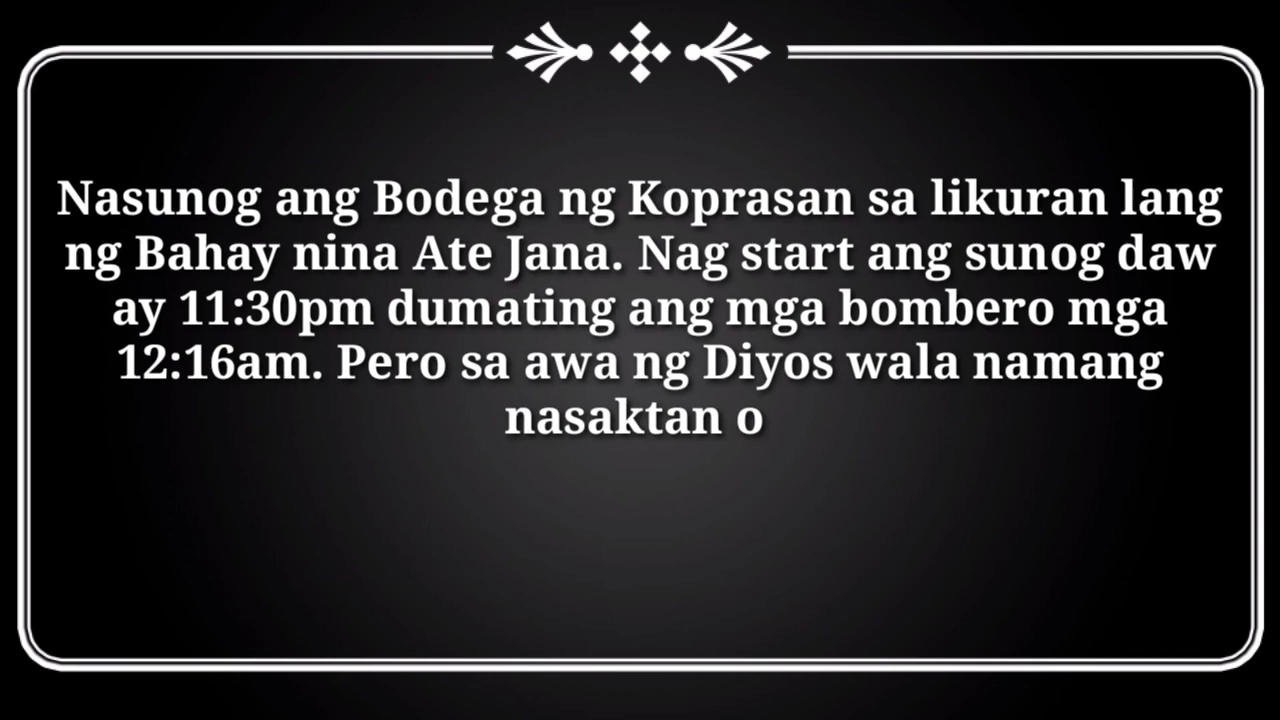 Nasunog ang Bodega ng Koprasan sa likuran lang
ng Bahay nina Ate Jana. Nag start ang sunog daw
ay 11:30pm dumating ang mga bombero mga
12:16am. Pero sa awa ng Diyos wala namang
nasaktan o